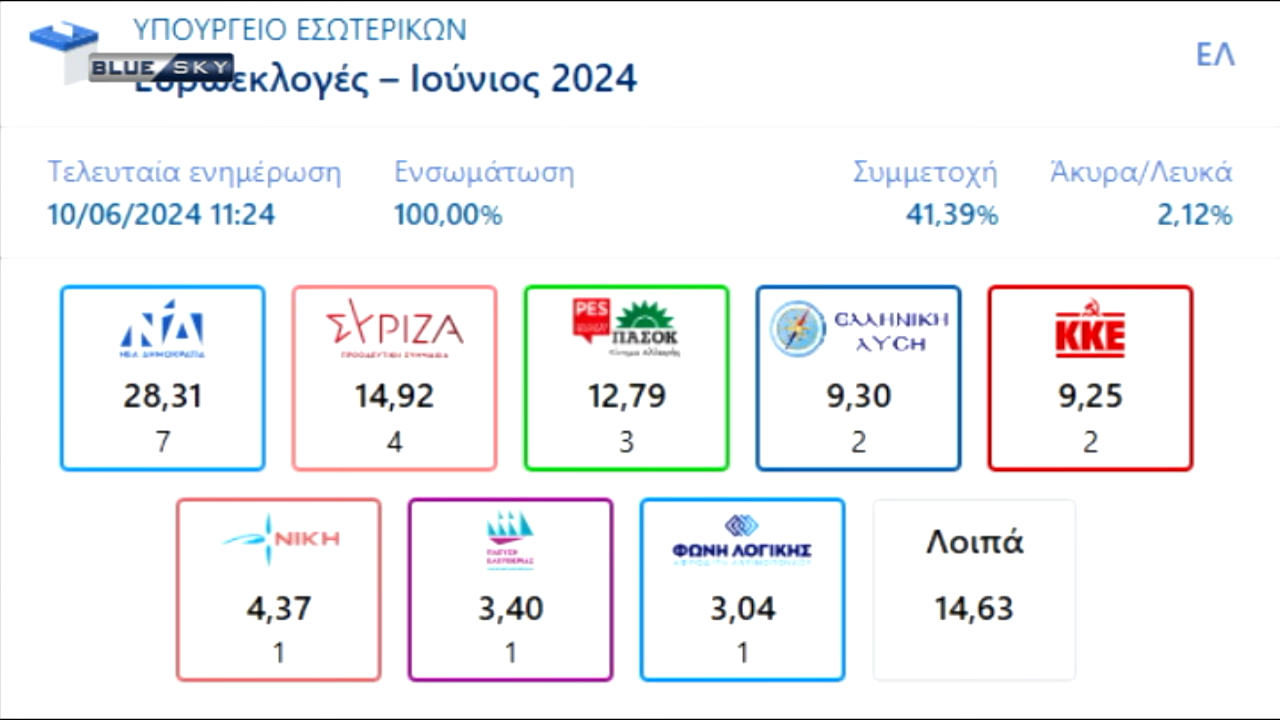 ΥΠΟΥΡΓΕΙΟ ΕΣΩΤΕΡΙΚΩΝ
BLUE SKY
Ευρωεκλογές – Ιούνιος 2024
ΕΛ
Τελευταία ενημέρωση
10/06/2024 11:24
Ενσωμάτωση
100,00%
Συμμετοχή
41,39%
Άκυρα/Λευκά
2,12%
ΝΔ
ΝΕΑ ΔΗΜΟΚΡΑΤΙΑ
28,31
7
ΣΥΡΙΖΑ
ΠΡΟΟΔΕΥΤΙΚΗ ΣΥΜΜΑΧΙΑ
14,92
4
PES
ΠΑΣΟΚ
Κίνημα Αλλαγής
12,79
3
ΕΛΛΗΝΙΚΗ
ΛΥΣΗ
9,30
2
ΚΚΕ
9,25
2
ΝΙΚΗ
4,37
1
ΠΛΕΥΣΗ
ΕΛΕΥΘΕΡΙΑΣ
3,40
1
ΦΩΝΗ ΛΟΓΙΚΗΣ
3,04
1
Λοιπά
14,63